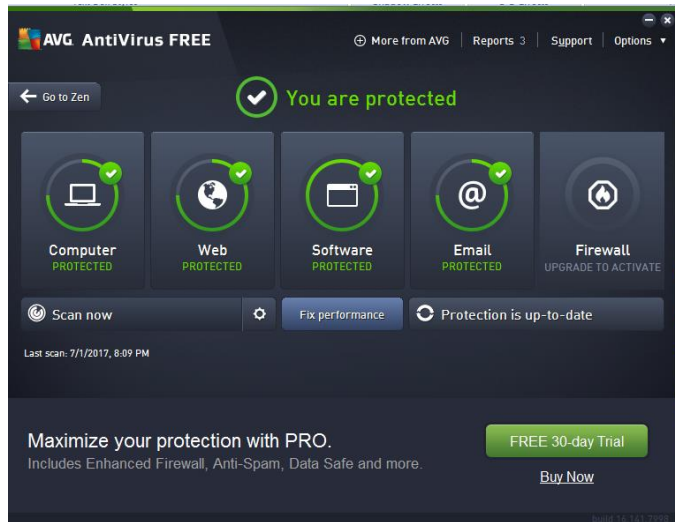 AVG AntiVirus FREE
More from AVG
Reports 3
Support
Options
Go to Zen
You are protected
Computer
PROTECTED
Web
PROTECTED
Software
PROTECTED
Email
PROTECTED
Firewall
UPGRADE TO ACTIVATE
Scan now
Fix performance
Protection is up-to-date
Last scan: 7/1/2017, 8:09 PM
Maximize your protection with PRO.
Includes Enhanced Firewall, Anti-Spam, Data Safe and more.
FREE 30-day Trial
Buy Now